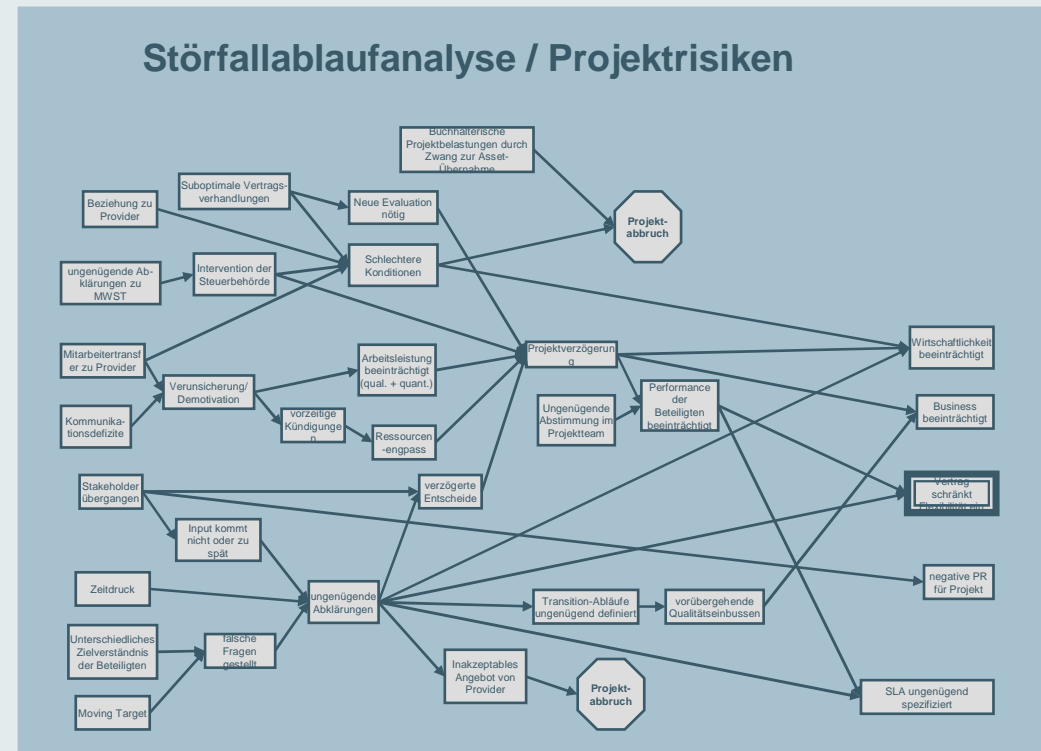 Störfallablaufanalyse / Projektrisiken
Buchhalterische
Projektbelastungen durch
Zwang zur Asset-
Übernahme
Suboptimale Vertrags-
verhandlungen
Beziehung zu
Provider
Neue Evaluation
nötig
Projekt-
abbruch
ungenügende Ab-
klärungen zu
MWST
Intervention der
Steuerbehörde
Schlechtere
Konditionen
Mitarbeitertransf
er zu Provider
Verunsicherung/
Demotivation
Kommunika-
tionsdefizite
Arbeitsleistung
beeinträchtigt
(qual. + quant.)
vorzeitige
Kündigunge
n
Ressourcen
-engpass
Projektverzögerun
g
Ungenügende
Abstimmung im
Projektteam
Performance
der
Beteiligten
beeinträchtigt
Wirtschaftlichkeit
beeinträchtigt
Business
beeinträchtigt
Stakeholder
übergangen
verzögerte
Entscheide
Vertrag
schränkt
Flexibilität ein
Input kommt
nicht oder zu
spät
Zeitdruck
ungenügende
Abklärungen
Transition-Abläufe
ungenügend definiert
vorübergehende
Qualitätseinbussen
negative PR
für Projekt
Unterschiedliches
Zielverständnis
der Beteiligten
falsche
Fragen
gestellt
Moving Target
Inakzeptables
Angebot von
Provider
Projekt-
abbruch
SLA ungenügend
spezifiziert